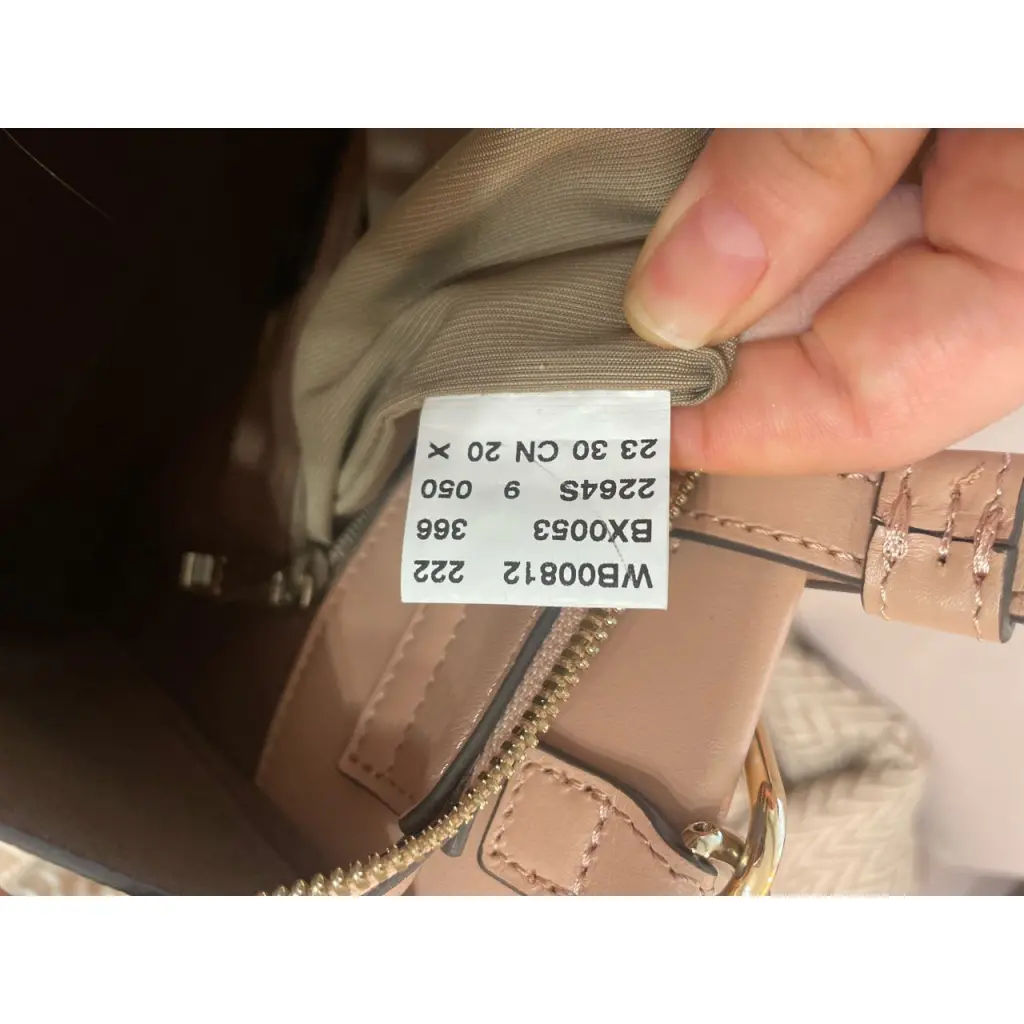 WB00812 222
BX0053 366
2264S 9 050
23 30 CN 20 X